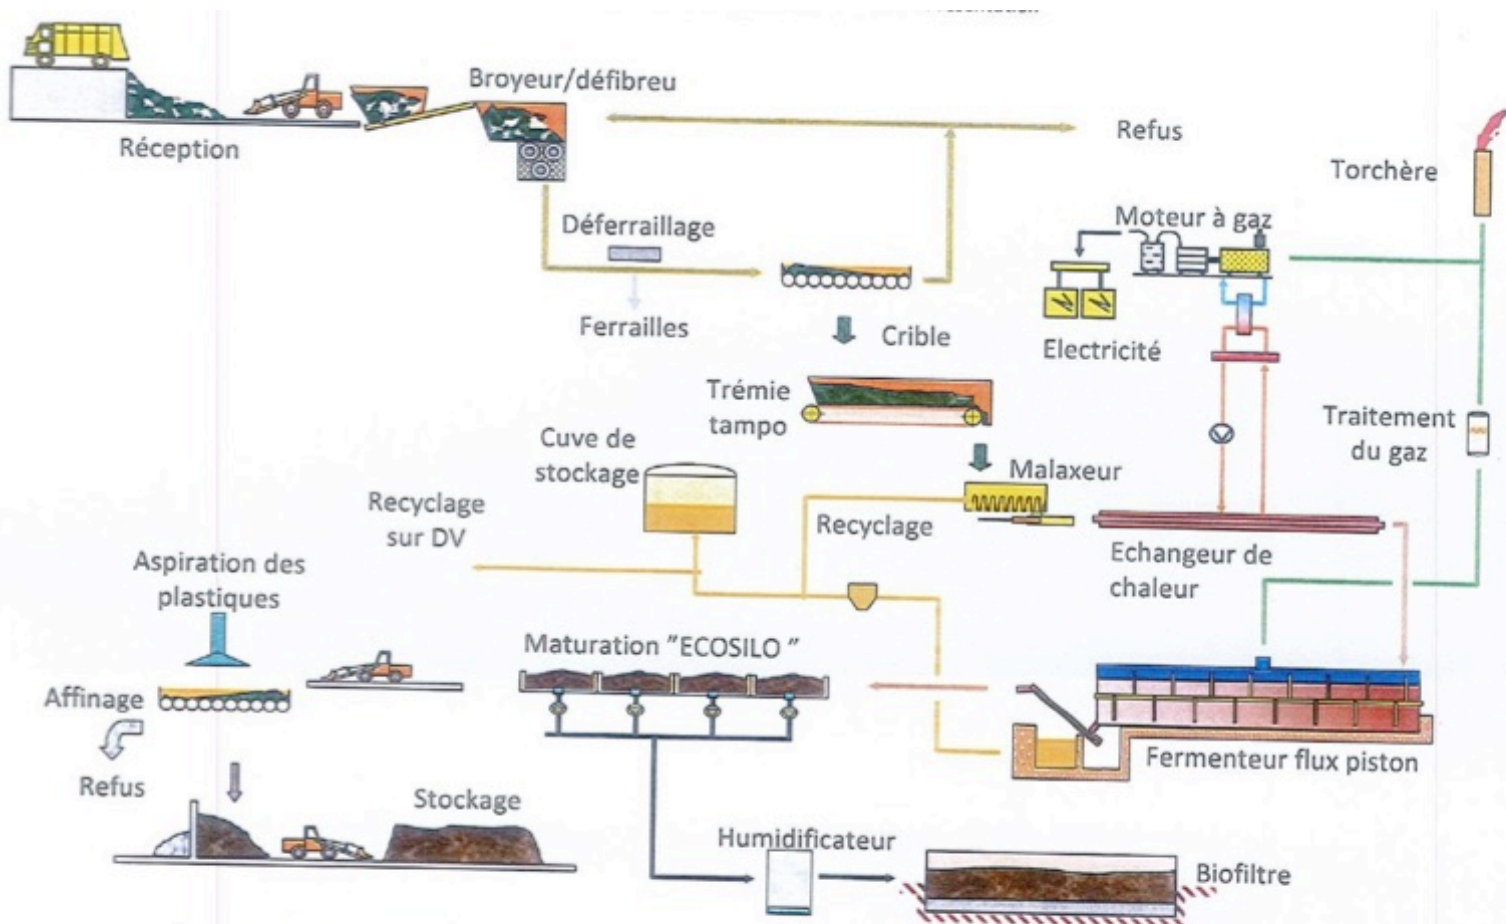 Présentation
Broyeur/défibreu
Réception
Refus
Torchère
Déferraillage
Moteur à gaz
Ferrailles
Crible
Electricité
Trémie
tampo
Traitement
du gaz
Cuve de
stockage
Malaxeur
Recyclage
sur DV
Recyclage
Echangeur de
chaleur
Aspiration des
plastiques
Maturation "ECOSILO "
Affinage
Fermenteur flux piston
Refus
Stockage
Humidificateur
Biofiltre